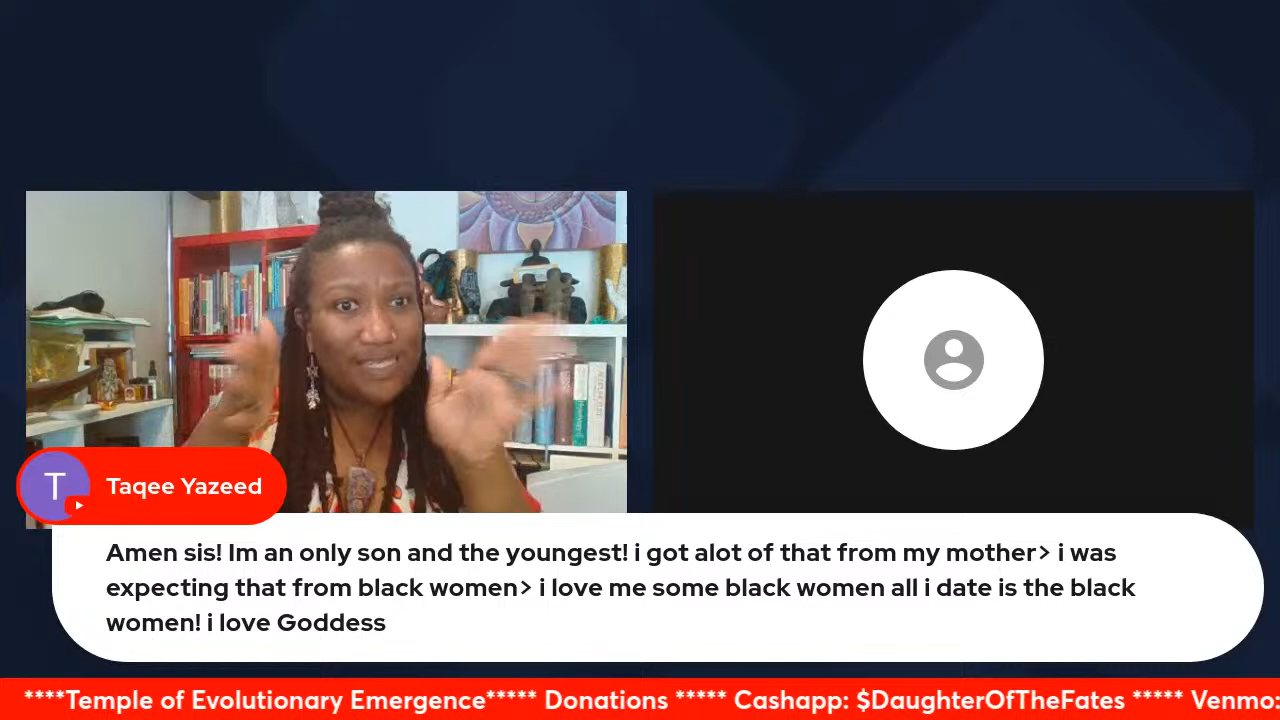 T
Taqee Yazeed
Amen sis! Im an only son and the youngest! i got alot of that from my mother> i was
expecting that from black women> i love me some black women all i date is the black
women! i love Goddess
****Temple of Evolutionary Emergence***** Donations ***** Cashapp: $DaughterOfTheFates ***** Venmo: